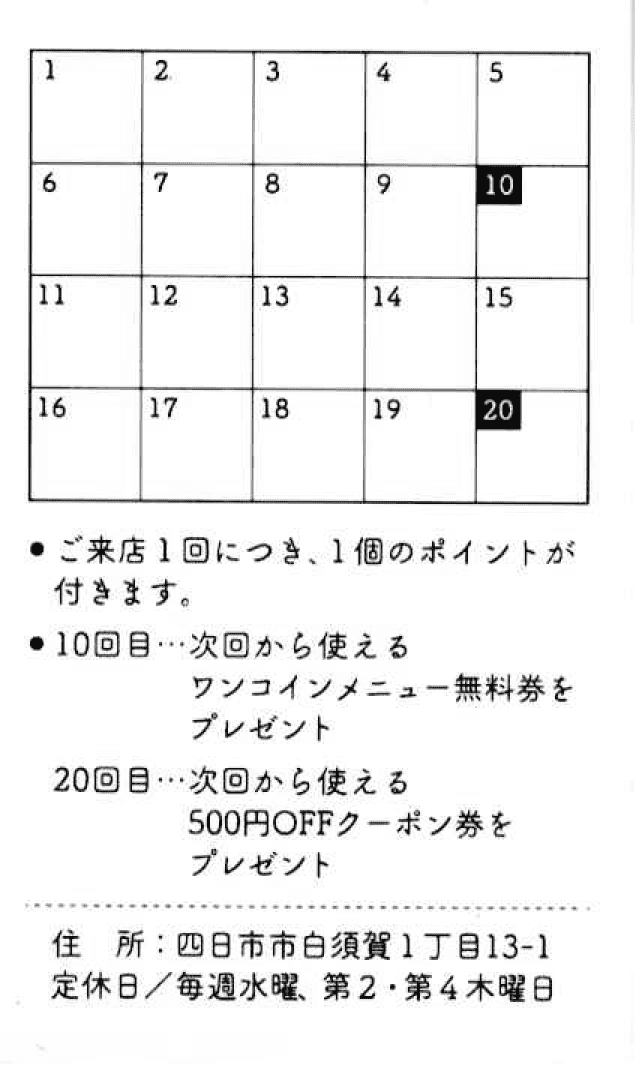 1 2 3 4 5
6 7 8 9 10
11 12 13 14 15
16 17 18 19 20
●ご来店1回につき、1個のポイントが
付きます。
●10回目…次回から使える
ワンコインメニュー無料券を
プレゼント
20回目…次回から使える
500円OFFクーポン券を
プレゼント
住　所：四日市市白須賀1丁目13-1
定休日／毎週水曜、第2・第4木曜日